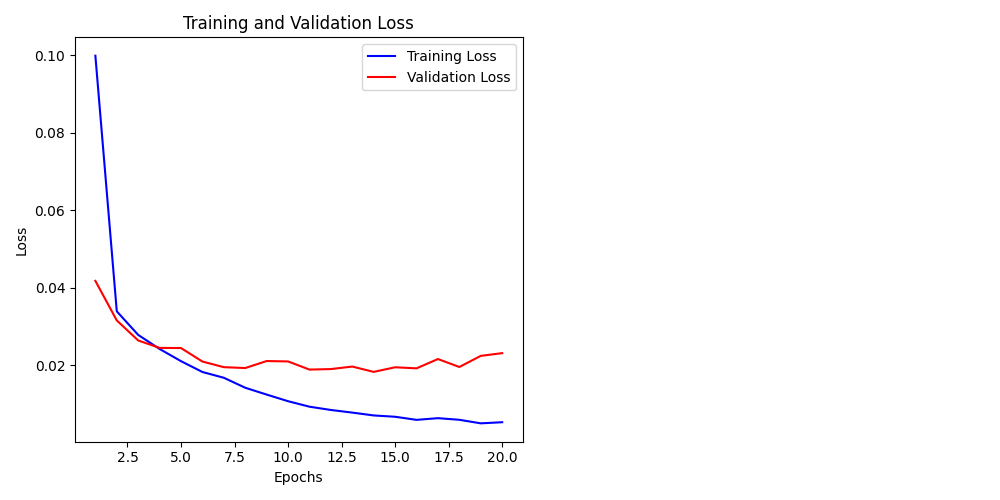 Training and Validation Loss
Training Loss
Validation Loss
0.10
0.08
0.06
0.04
0.02
Loss
2.5 5.0 7.5 10.0 12.5 15.0 17.5 20.0
Epochs